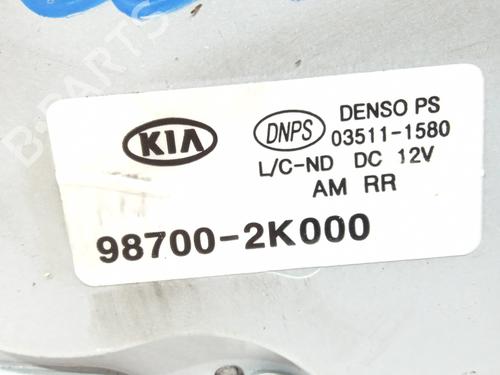 KIA
DNPS
DENSO PS
03511-1580
L/C-ND DC 12V
AM RR
98700-2K000
B-PARTS